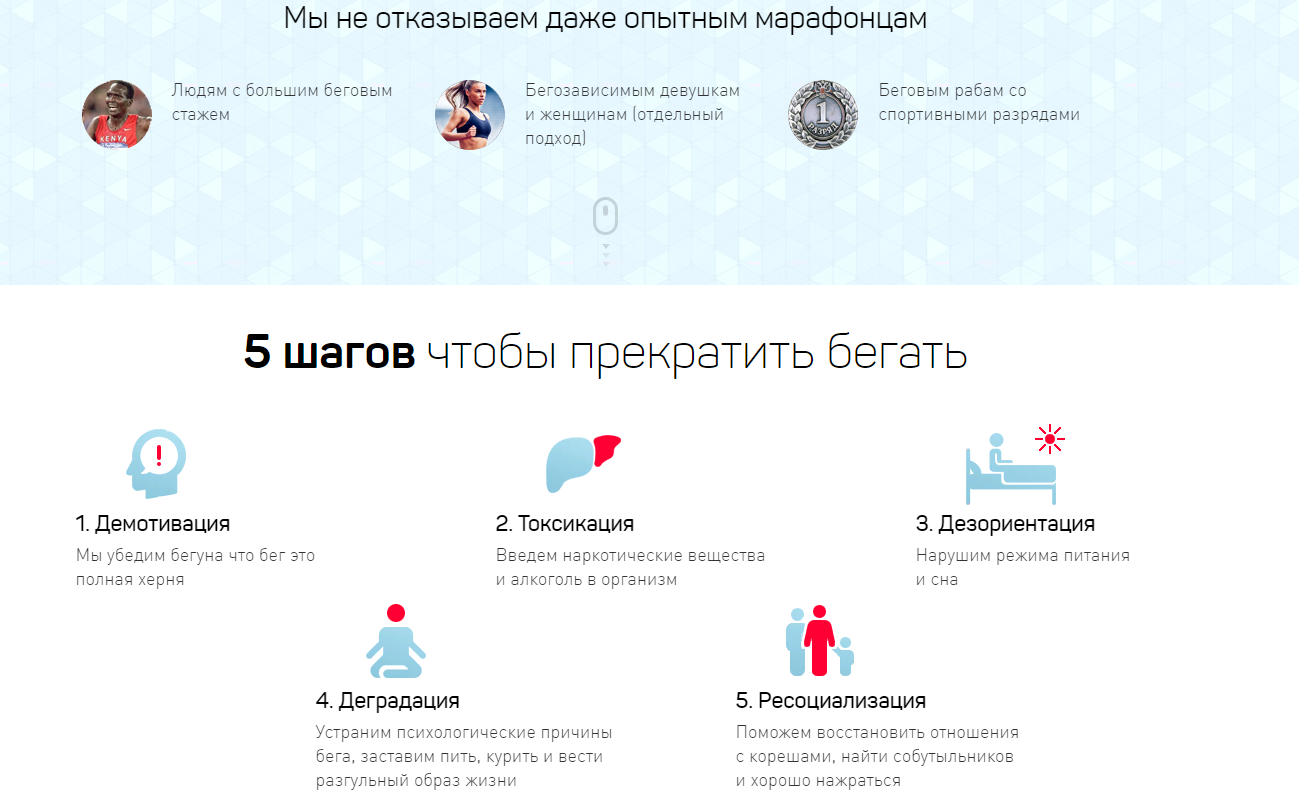 Мы не отказываем даже опытным марафонцам
Людям с большим беговым
стажем
KENYA
Бегозависимым девушкам
и женщинам (отдельный
подход)
1
РАЗРЯД
Беговым рабам со
спортивными разрядами
5 шагов чтобы прекратить бегать
!
1. Демотивация
Мы убедим бегуна что бег это
полная херня
2. Токсикация
Введем наркотические вещества
и алкоголь в организм
3. Дезориентация
Нарушим режима питания
и сна
4. Деградация
Устраним психологические причины
бега, заставим пить, курить и вести
разгульный образ жизни
5. Ресоциализация
Поможем восстановить отношения
с корешами, найти собутыльников
и хорошо нажраться